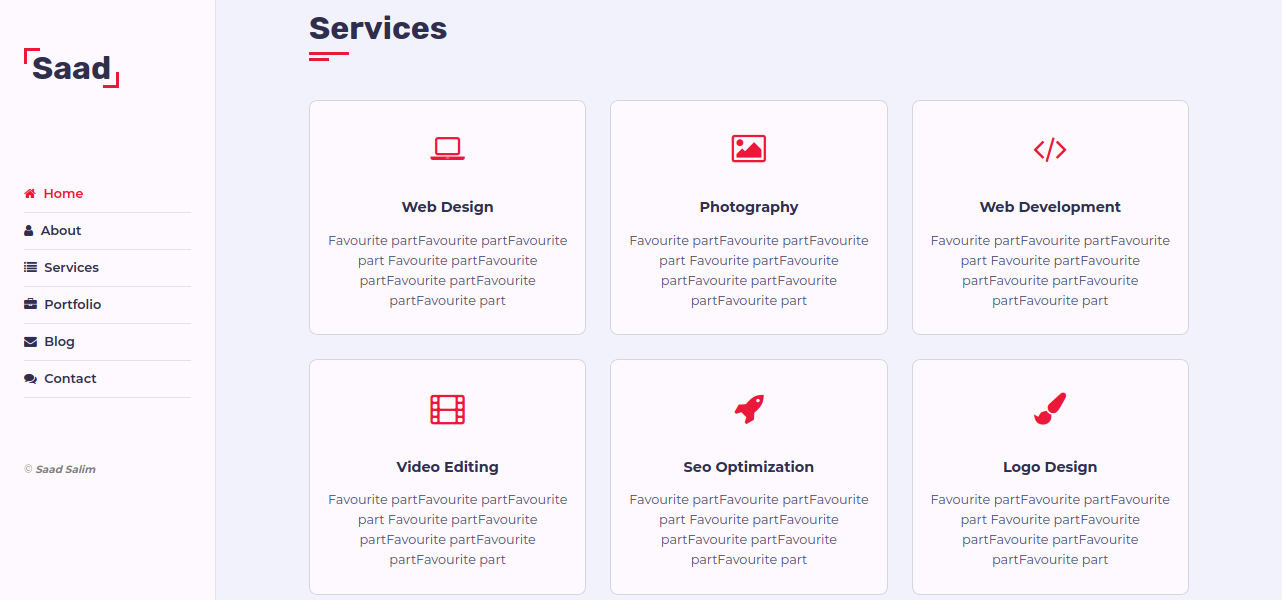 Saad
Home
About
Services
Portfolio
Blog
Contact
© Saad Salim
Services
Web Design
Favourite partFavourite partFavourite
part Favourite partFavourite
partFavourite partFavourite
partFavourite part
Photography
Favourite partFavourite partFavourite
part Favourite partFavourite
partFavourite partFavourite
partFavourite part
Web Development
Favourite partFavourite partFavourite
part Favourite partFavourite
partFavourite partFavourite
partFavourite part
Video Editing
Favourite partFavourite partFavourite
part Favourite partFavourite
partFavourite partFavourite
partFavourite part
Seo Optimization
Favourite partFavourite partFavourite
part Favourite partFavourite
partFavourite partFavourite
partFavourite part
Logo Design
Favourite partFavourite partFavourite
part Favourite partFavourite
partFavourite partFavourite
partFavourite part